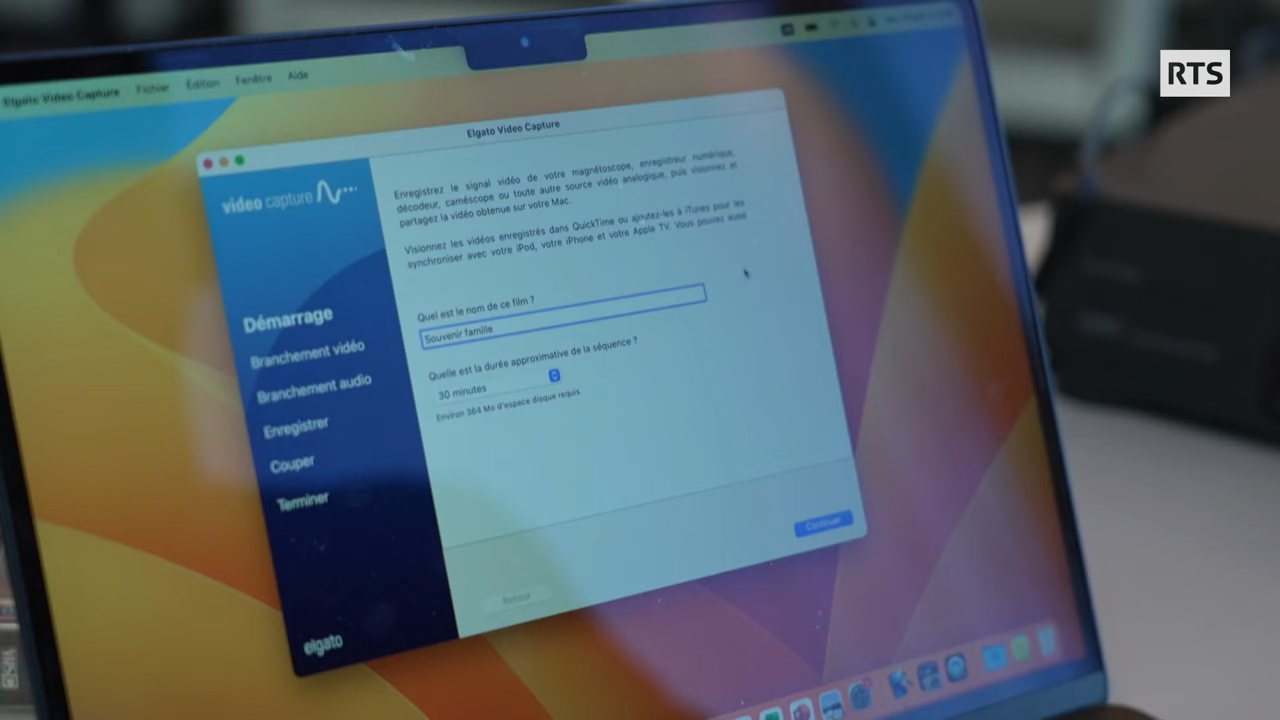 RTS
Elgato Video Capture Fichier Édition Fenêtre Aide
Elgato Video Capture
video capture
Démarrage
Branchement vidéo
Branchement audio
Enregistrer
Couper
Terminer
elgato
Enregistrez le signal vidéo de votre magnétoscope, enregistreur numérique,
décodeur, caméscope ou toute autre source vidéo analogique, puis visionnez et
partagez la vidéo obtenue sur votre Mac.
Visionnez les vidéos enregistrés dans QuickTime ou ajoutez-les à iTunes pour les
synchroniser avec votre iPod, votre iPhone et votre Apple TV. Vous pouvez aussi
Quel est le nom de ce film ?
Souvenir famille
Quelle est la durée approximative de la séquence ?
30 minutes
Environ 364 Mo d'espace disque requis.
Retour
Continuer
VHS